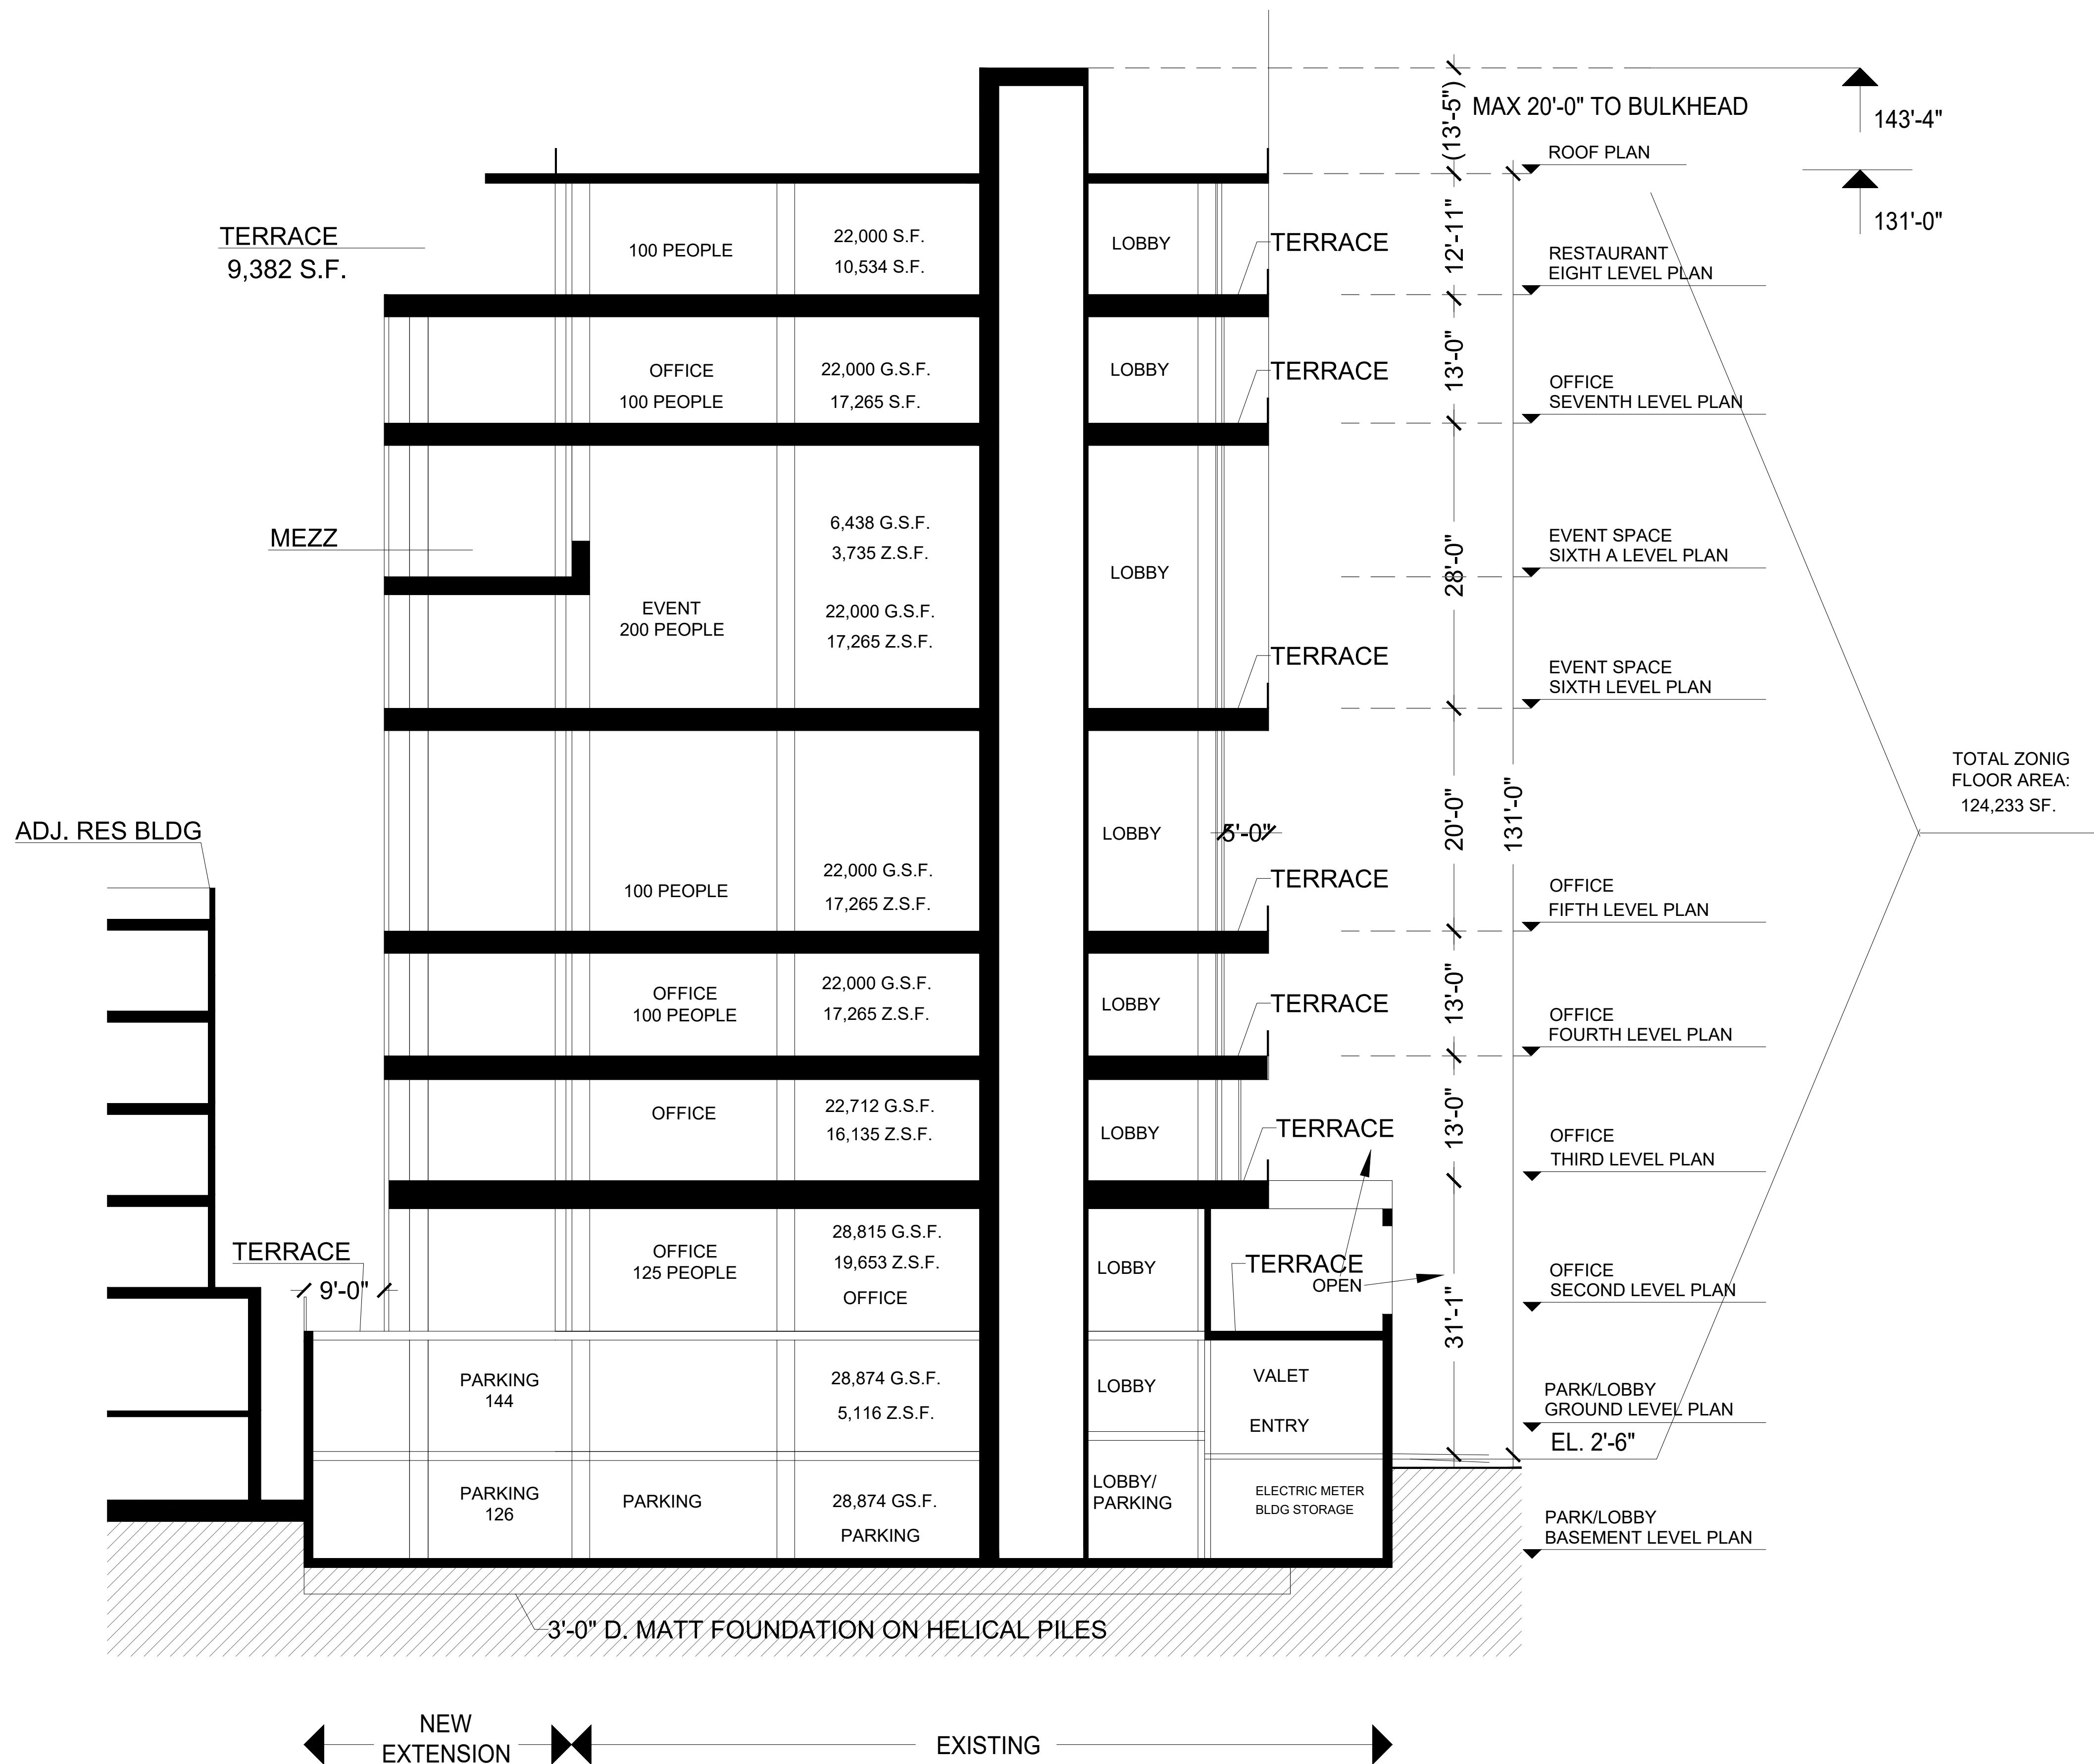 (13'-5")
MAX 20'-0" TO BULKHEAD
143'-4"
ROOF PLAN
131'-0"
TERRACE
9,382 S.F.
100 PEOPLE
22,000 S.F.
10,534 S.F.
LOBBY
TERRACE
12'-11"
RESTAURANT
EIGHT LEVEL PLAN
OFFICE
100 PEOPLE
22,000 G.S.F.
17,265 S.F.
LOBBY
TERRACE
13'-0"
OFFICE
SEVENTH LEVEL PLAN
MEZZ
6,438 G.S.F.
3,735 Z.S.F.
EVENT
200 PEOPLE
22,000 G.S.F.
17,265 Z.S.F.
LOBBY
TERRACE
28'-0"
EVENT SPACE
SIXTH A LEVEL PLAN
EVENT SPACE
SIXTH LEVEL PLAN
TOTAL ZONIG
FLOOR AREA:
124,233 SF.
ADJ. RES BLDG
100 PEOPLE
22,000 G.S.F.
17,265 Z.S.F.
LOBBY
5'-0"
TERRACE
20'-0"
131'-0"
OFFICE
FIFTH LEVEL PLAN
OFFICE
100 PEOPLE
22,000 G.S.F.
17,265 Z.S.F.
LOBBY
TERRACE
13'-0"
OFFICE
FOURTH LEVEL PLAN
OFFICE
22,712 G.S.F.
16,135 Z.S.F.
LOBBY
TERRACE
13'-0"
OFFICE
THIRD LEVEL PLAN
TERRACE
9'-0"
OFFICE
125 PEOPLE
28,815 G.S.F.
19,653 Z.S.F.
OFFICE
LOBBY
TERRACE
OPEN
31'-1"
OFFICE
SECOND LEVEL PLAN
PARKING
144
28,874 G.S.F.
5,116 Z.S.F.
LOBBY
VALET
ENTRY
PARK/LOBBY
GROUND LEVEL PLAN
EL. 2'-6"
PARKING
126
PARKING
28,874 GS.F.
PARKING
LOBBY/
PARKING
ELECTRIC METER
BLDG STORAGE
PARK/LOBBY
BASEMENT LEVEL PLAN
3'-0" D. MATT FOUNDATION ON HELICAL PILES
NEW
EXTENSION
EXISTING